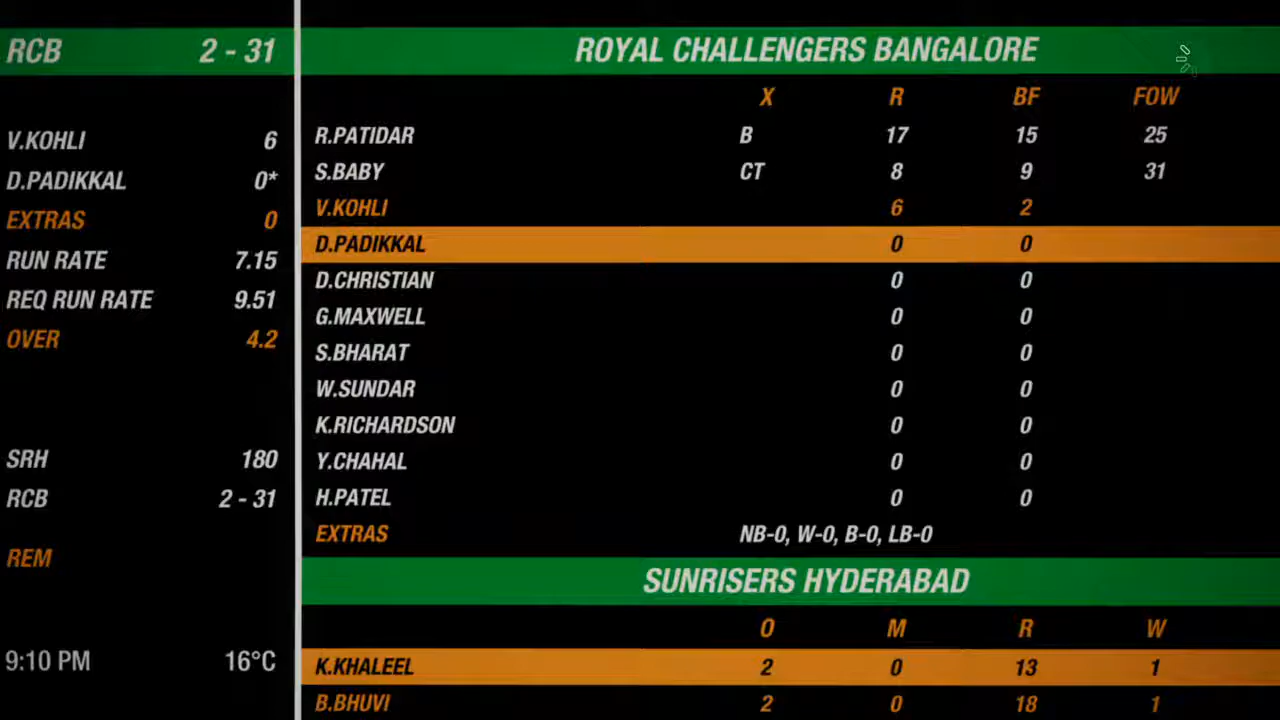 RCB 2 - 31
V.KOHLI 6
D.PADIKKAL 0*
EXTRAS 0
RUN RATE 7.15
REQ RUN RATE 9.51
OVER 4.2
SRH 180
RCB 2 - 31
REM
9:10 PM 16°C
ROYAL CHALLENGERS BANGALORE
X R BF FOW
R.PATIDAR B 17 15 25
S.BABY CT 8 9 31
V.KOHLI 6 2
D.PADIKKAL 0 0
D.CHRISTIAN 0 0
G.MAXWELL 0 0
S.BHARAT 0 0
W.SUNDAR 0 0
K.RICHARDSON 0 0
Y.CHAHAL 0 0
H.PATEL 0 0
EXTRAS NB-0, W-0, B-0, LB-0
SUNRISERS HYDERABAD
O M R W
K.KHALEEL 2 0 13 1
B.BHUVI 2 0 18 1